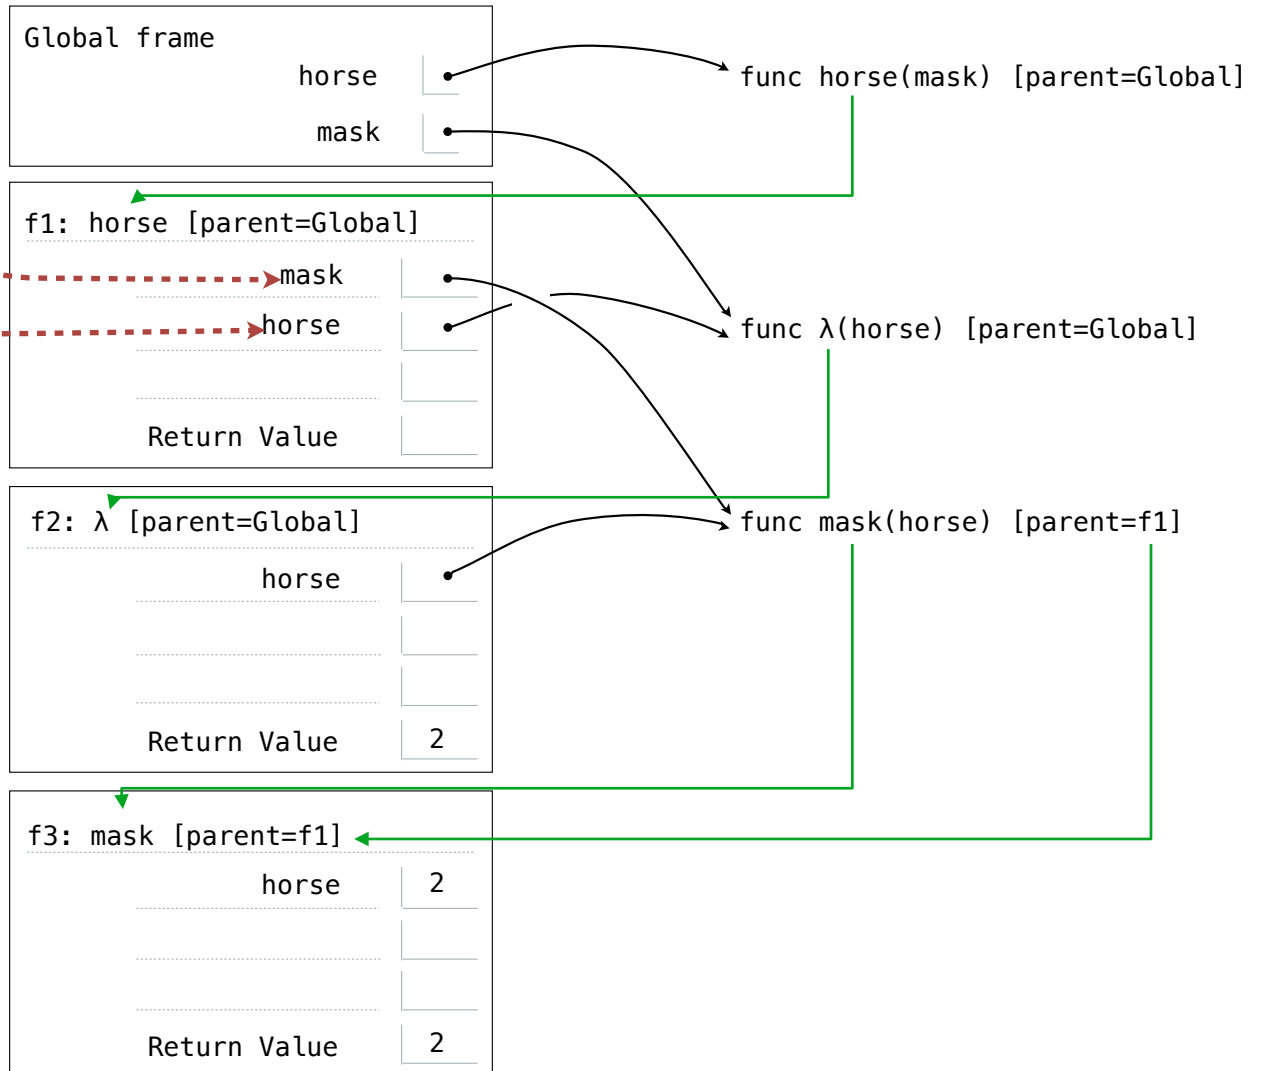 Global frame
horse
func horse(mask) [parent=Global]
mask
f1: horse [parent=Global]
mask
horse
func λ(horse) [parent=Global]
Return Value
f2: λ [parent=Global]
func mask(horse) [parent=f1]
horse
Return Value 2
f3: mask [parent=f1]
horse 2
Return Value 2